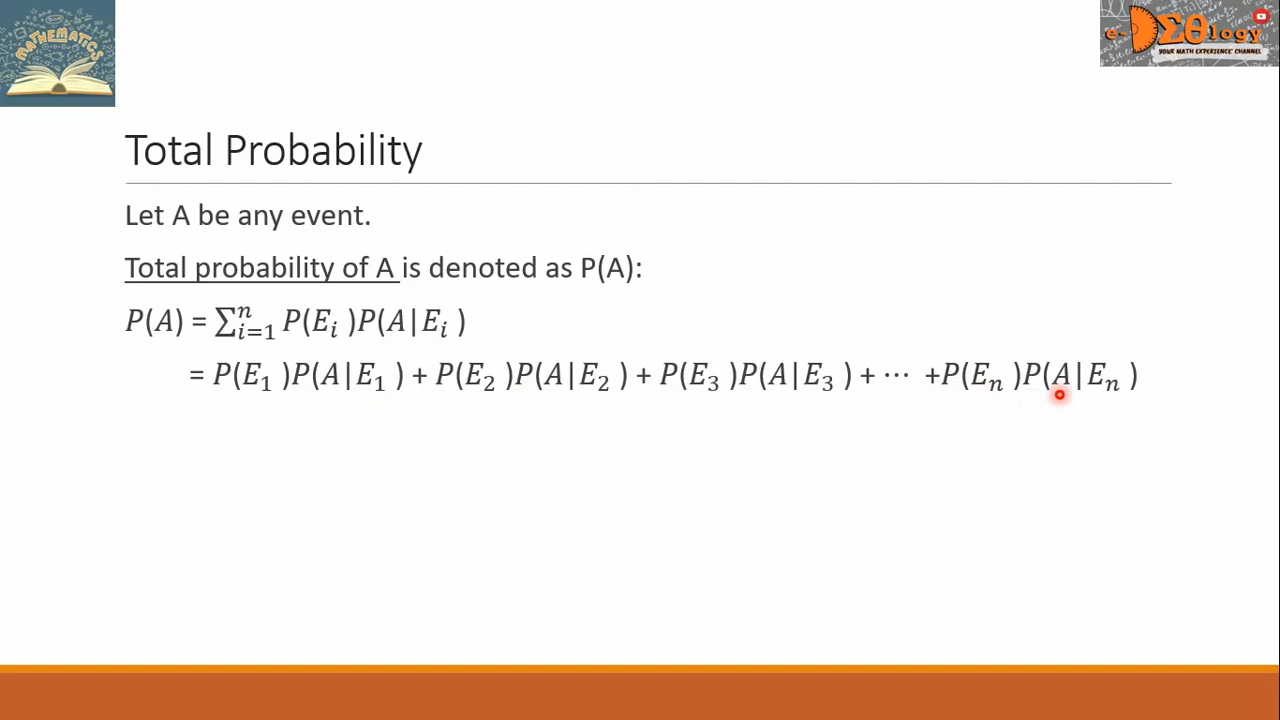 MATHEMATICS
e-DΣθlogy
YOUR MATH EXPERIENCE CHANNEL
Total Probability
Let A be any event.
Total probability of A is denoted as P(A):
P(A) = ∑ⁿᵢ₌₁ P(Eᵢ )P(A|Eᵢ )
= P(E₁ )P(A|E₁ ) + P(E₂ )P(A|E₂ ) + P(E₃ )P(A|E₃ ) + ⋯ +P(Eₙ )P(A|Eₙ )